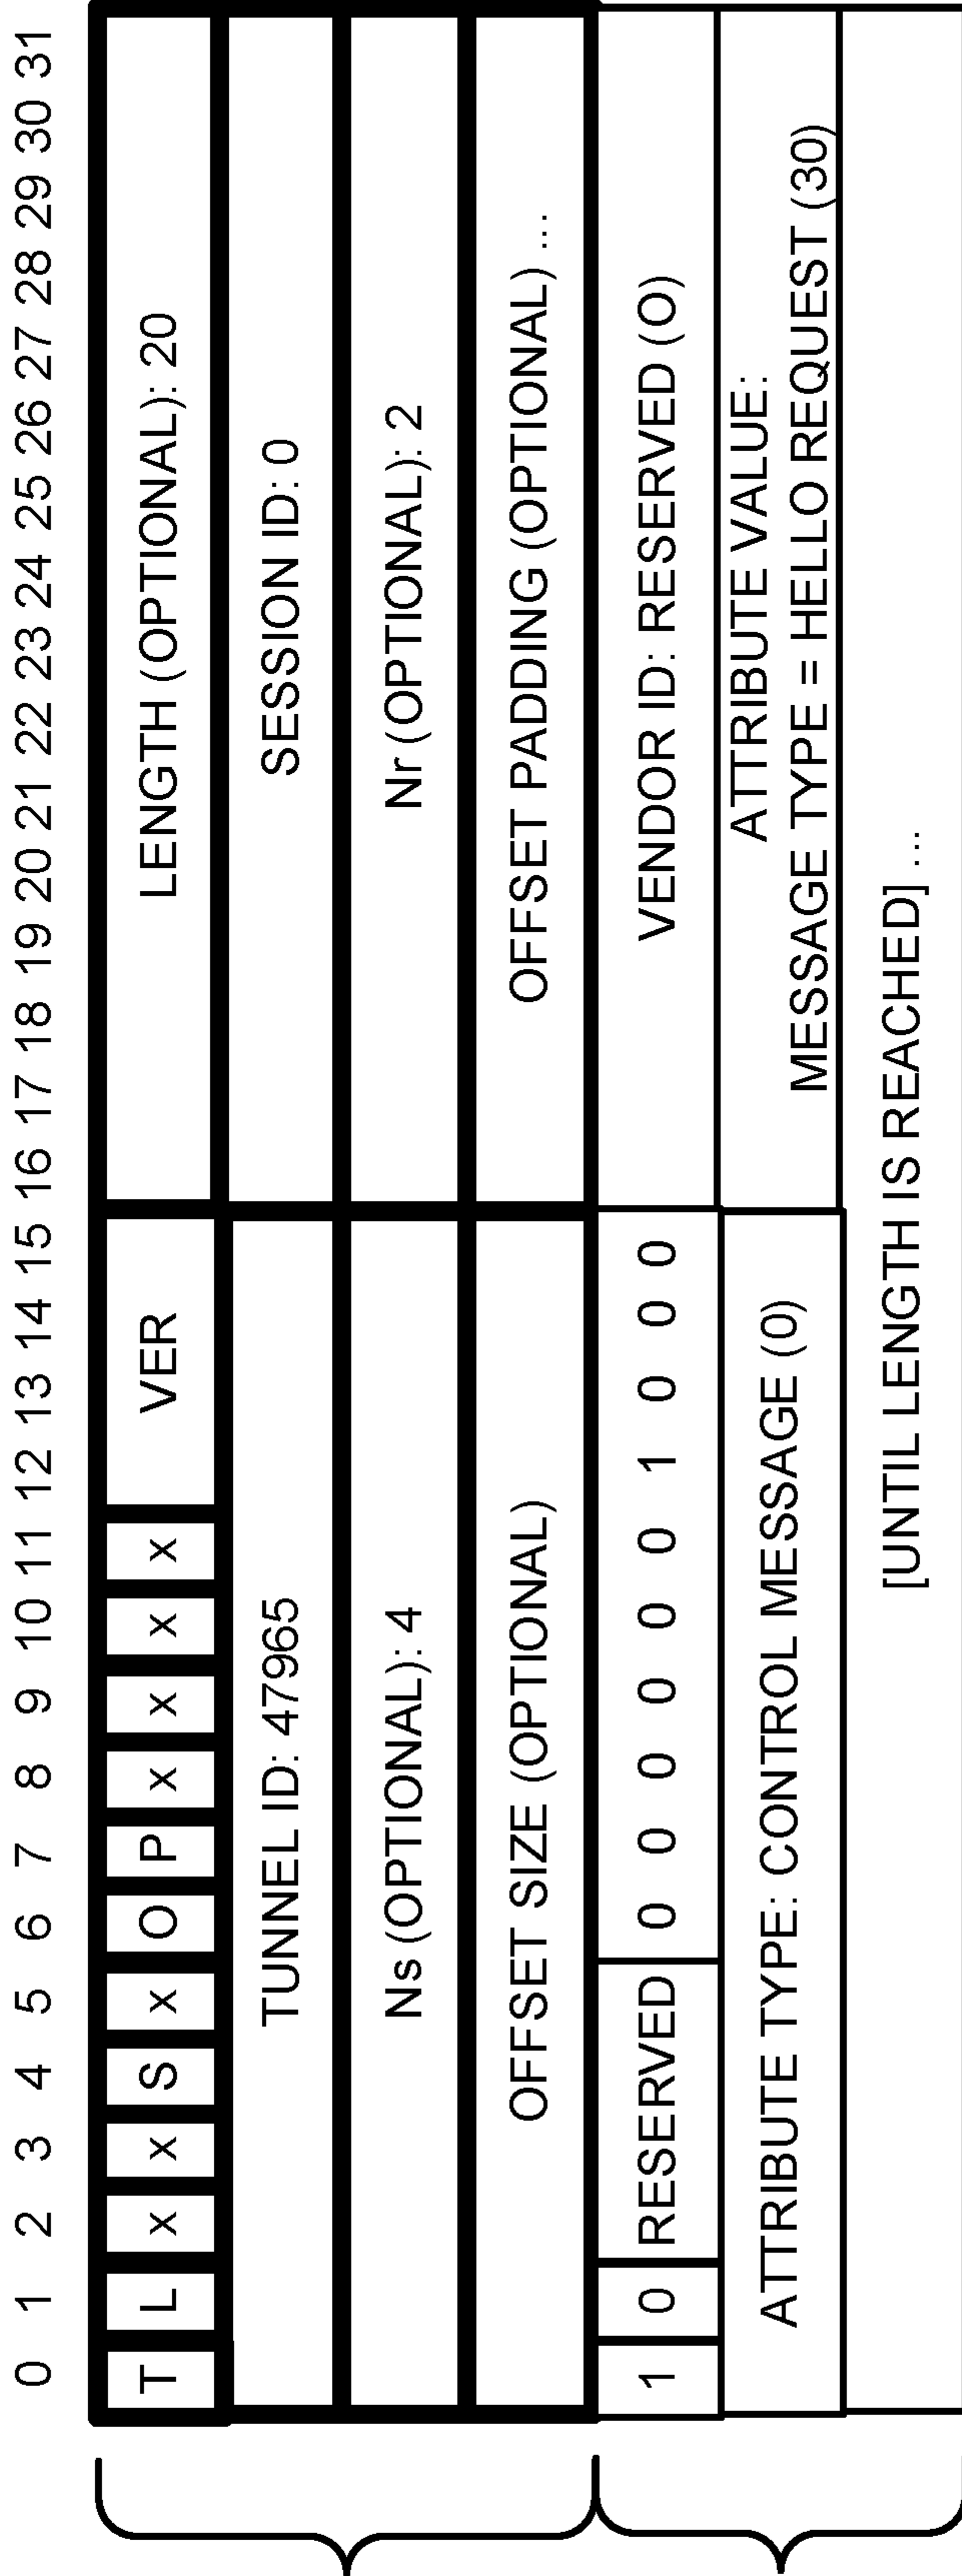 0 1 2 3 4 5 6 7 8 9 10 11 12 13 14 15 16 17 18 19 20 21 22 23 24 25 26 27 28 29 30 31
T L x x S x O P x x x x VER LENGTH (OPTIONAL): 20
TUNNEL ID: 47965 SESSION ID: 0
Ns (OPTIONAL): 4 Nr (OPTIONAL): 2
OFFSET SIZE (OPTIONAL) OFFSET PADDING (OPTIONAL) ...
1 0 RESERVED 0 0 0 0 0 0 1 0 0 0 VENDOR ID: RESERVED (O)
ATTRIBUTE TYPE: CONTROL MESSAGE (0) ATTRIBUTE VALUE:
MESSAGE TYPE = HELLO REQUEST (30)
[UNTIL LENGTH IS REACHED] ...